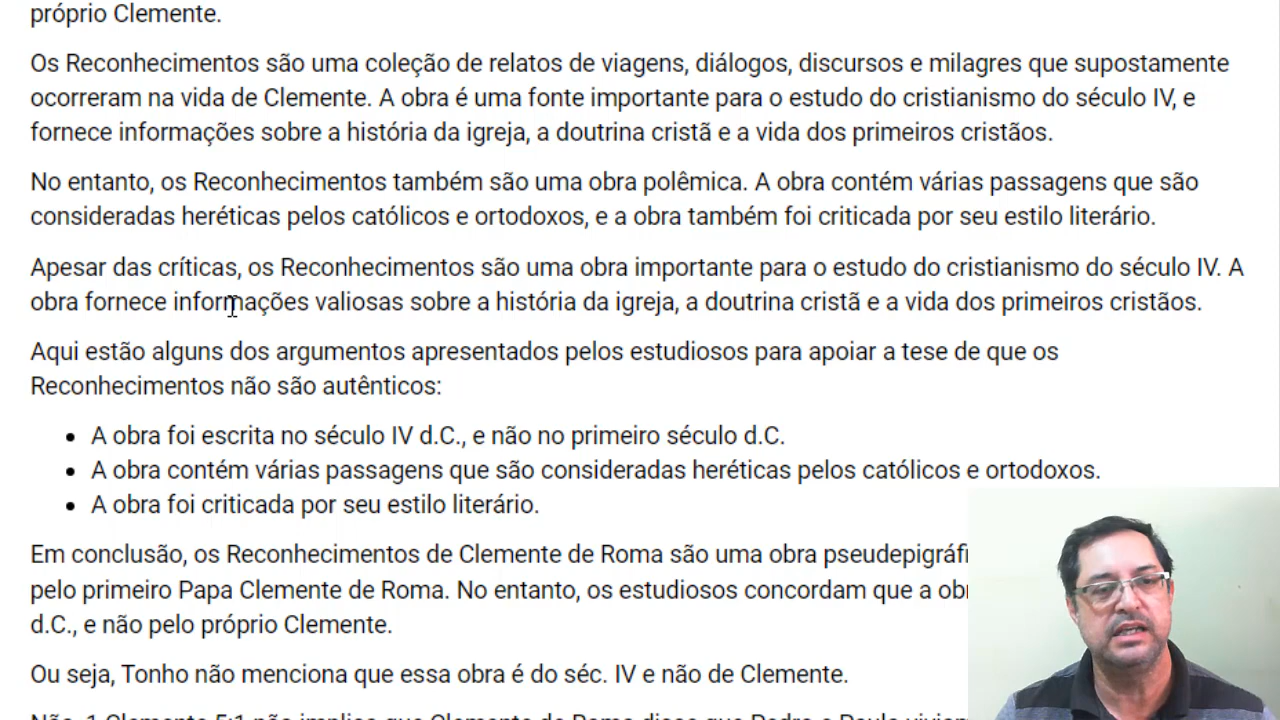 próprio Clemente.
Os Reconhecimentos são uma coleção de relatos de viagens, diálogos, discursos e milagres que supostamente
ocorreram na vida de Clemente. A obra é uma fonte importante para o estudo do cristianismo do século IV, e
fornece informações sobre a história da igreja, a doutrina cristã e a vida dos primeiros cristãos.
No entanto, os Reconhecimentos também são uma obra polêmica. A obra contém várias passagens que são
consideradas heréticas pelos católicos e ortodoxos, e a obra também foi criticada por seu estilo literário.
Apesar das críticas, os Reconhecimentos são uma obra importante para o estudo do cristianismo do século IV. A
obra fornece informações valiosas sobre a história da igreja, a doutrina cristã e a vida dos primeiros cristãos.
Aqui estão alguns dos argumentos apresentados pelos estudiosos para apoiar a tese de que os
Reconhecimentos não são autênticos:
• A obra foi escrita no século IV d.C., e não no primeiro século d.C.
• A obra contém várias passagens que são consideradas heréticas pelos católicos e ortodoxos.
• A obra foi criticada por seu estilo literário.
Em conclusão, os Reconhecimentos de Clemente de Roma são uma obra
pelo primeiro Papa Clemente de Roma. No entanto, os estudiosos concordam que a
d.C., e não pelo próprio Clemente.
Ou seja, Tonho não menciona que essa obra é do séc. IV e não de Clemente.